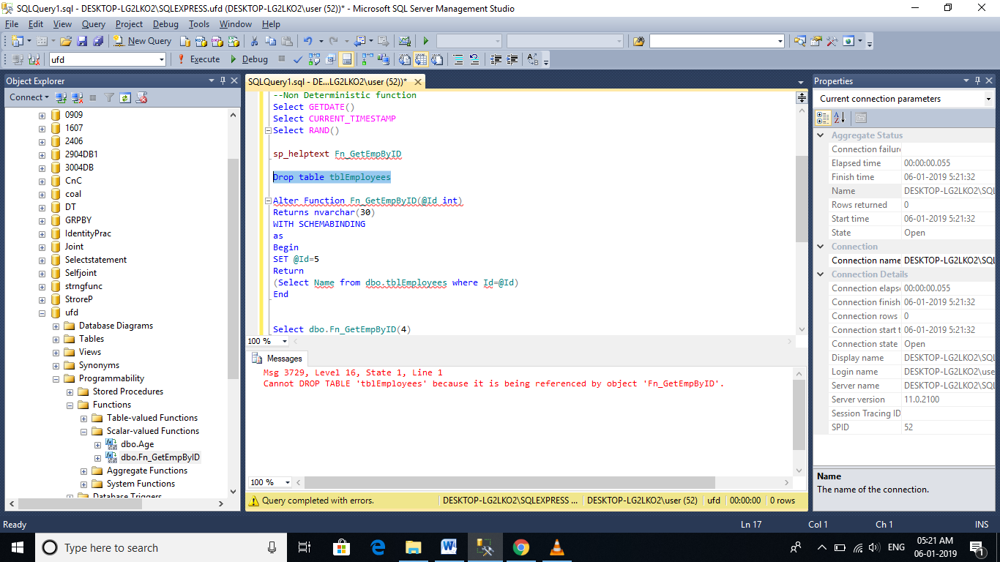 SQLQuery1.sql - DESKTOP-LG2LKO2\SQLEXPRESS.ufd (DESKTOP-LG2LKO2\user (52))* - Microsoft SQL Server Management Studio
File Edit View Query Project Debug Tools Window Help
New Query
ufd
Execute
Debug
Object Explorer
Connect
0909
1607
2406
2904DB1
3004DB
CnC
coal
DT
GRPBY
IdentityPrac
Joint
Selectstatement
Selfjoint
strngfunc
StroreP
ufd
Database Diagrams
Tables
Views
Synonyms
Programmability
Stored Procedures
Functions
Table-valued Functions
Scalar-valued Functions
dbo.Age
dbo.Fn_GetEmpByID
Aggregate Functions
System Functions
Database Triggers
SQLQuery1.sql - DE...LG2LKO2\user (52))*
--Non Deterministic function
Select GETDATE()
Select CURRENT_TIMESTAMP
Select RAND()
sp_helptext Fn_GetEmpByID
Drop table tblEmployees
Alter Function Fn_GetEmpByID(@Id int)
Returns nvarchar(30)
WITH SCHEMABINDING
as
Begin
SET @Id=5
Return
(Select Name from dbo.tblEmployees where Id=@Id)
End
Select dbo.Fn_GetEmpByID(4)
100 %
Messages
Msg 3729, Level 16, State 1, Line 1
Cannot DROP TABLE 'tblEmployees' because it is being referenced by object 'Fn_GetEmpByID'.
100 %
Query completed with errors.
DESKTOP-LG2LKO2\SQLEXPRESS ...
DESKTOP-LG2LKO2\user (52)
ufd
00:00:00
0 rows
Properties
Current connection parameters
Aggregate Status
Connection failur
Elapsed time 00:00:00.055
Finish time 06-01-2019 5:21:32
Name DESKTOP-LG2LKO2\SQL
Rows returned 0
Start time 06-01-2019 5:21:32
State Open
Connection
Connection name DESKTOP-LG2LKO2\SQL
Connection Details
Connection elaps 00:00:00.055
Connection finish 06-01-2019 5:21:32
Connection rows 0
Connection start t 06-01-2019 5:21:32
Connection state Open
Display name DESKTOP-LG2LKO2\SQL
Login name DESKTOP-LG2LKO2\use
Server name DESKTOP-LG2LKO2\SQL
Server version 11.0.2100
Session Tracing ID
SPID 52
Name
The name of the connection.
Ready
Ln 17
Col 1
Ch 1
INS
Type here to search
ENG
05:21 AM
06-01-2019
1